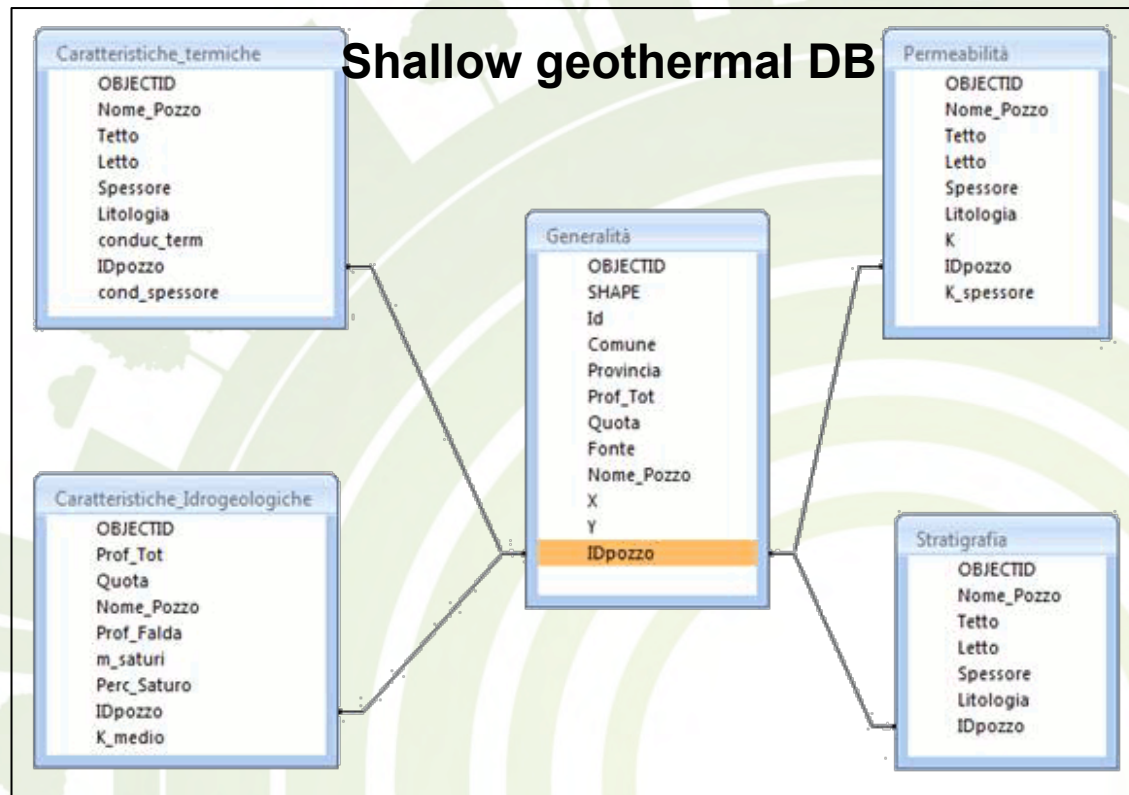 Shallow geothermal DB
Caratteristiche_termiche
OBJECTID
Nome_Pozzo
Tetto
Letto
Spessore
Litologia
conduc_term
IDpozzo
cond_spessore
Caratteristiche_Idrogeologiche
OBJECTID
Prof_Tot
Quota
Nome_Pozzo
Prof_Falda
m_saturi
Perc_Saturo
IDpozzo
K_medio
Generalità
OBJECTID
SHAPE
Id
Comune
Provincia
Prof_Tot
Quota
Fonte
Nome_Pozzo
X
Y
IDpozzo
Permeabilità
OBJECTID
Nome_Pozzo
Tetto
Letto
Spessore
Litologia
K
IDpozzo
K_spessore
Stratigrafia
OBJECTID
Nome_Pozzo
Tetto
Letto
Spessore
Litologia
IDpozzo